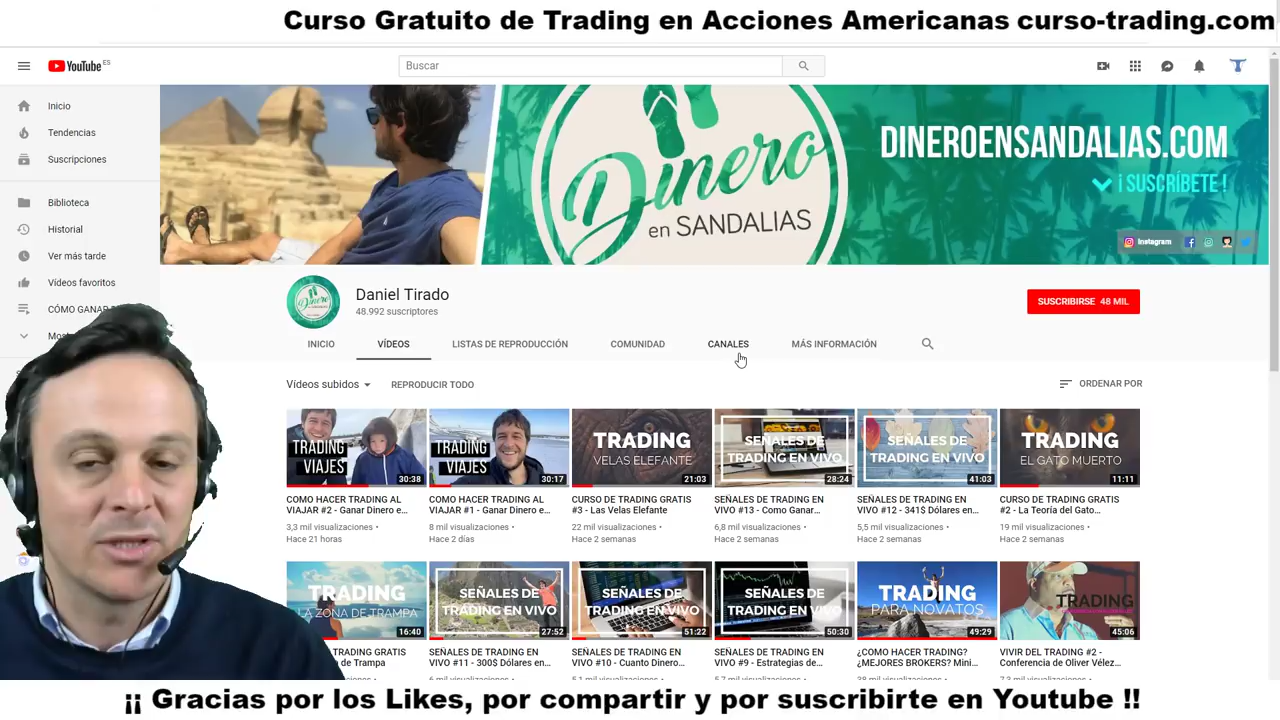 Curso Gratuito de Trading en Acciones Americanas curso-trading.com
YouTube ES
Buscar
Inicio
Tendencias
Suscripciones
Biblioteca
Historial
Ver más tarde
Vídeos favoritos
CÓMO GANAR
Dinero
en SANDALIAS
DINEROENSANDALIAS.COM
¡ SUSCRÍBETE !
Instagram
Dinero
en SANDALIAS
Daniel Tirado
48.992 suscriptores
SUSCRIBIRSE 48 MIL
INICIO
VÍDEOS
LISTAS DE REPRODUCCIÓN
COMUNIDAD
CANALES
MÁS INFORMACIÓN
Vídeos subidos
REPRODUCIR TODO
ORDENAR POR
TRADING
VIAJES
30:38
COMO HACER TRADING AL
VIAJAR #2 - Ganar Dinero e...
3,3 mil visualizaciones
Hace 21 horas
TRADING
VIAJES
30:17
COMO HACER TRADING AL
VIAJAR #1 - Ganar Dinero e...
8 mil visualizaciones
Hace 2 días
TRADING
VELAS ELEFANTE
21:03
CURSO DE TRADING GRATIS
#3 - Las Velas Elefante
22 mil visualizaciones
Hace 2 semanas
SEÑALES DE
TRADING EN VIVO
28:24
SEÑALES DE TRADING EN
VIVO #13 - Como Ganar...
6,8 mil visualizaciones
Hace 2 semanas
SEÑALES DE
TRADING EN VIVO
41:03
SEÑALES DE TRADING EN
VIVO #12 - 341$ Dólares en...
5,5 mil visualizaciones
Hace 2 semanas
TRADING
EL GATO MUERTO
11:11
CURSO DE TRADING GRATIS
#2 - La Teoría del Gato...
19 mil visualizaciones
Hace 2 semanas
TRADING
LA ZONA DE TRAMPA
16:40
TRADING GRATIS
de Trampa
SEÑALES DE
TRADING EN VIVO
27:52
SEÑALES DE TRADING EN
VIVO #11 - 300$ Dólares en...
SEÑALES DE
TRADING EN VIVO
51:22
SEÑALES DE TRADING EN
VIVO #10 - Cuanto Dinero...
SEÑALES DE
TRADING EN VIVO
50:30
SEÑALES DE TRADING EN
VIVO #9 - Estrategias de...
TRADING
PARA NOVATOS
49:29
¿COMO HACER TRADING?
¿MEJORES BROKERS? Mini...
TRADING
45:06
VIVIR DEL TRADING #2 -
Conferencia de Oliver Vélez...
¡¡ Gracias por los Likes, por compartir y por suscribirte en Youtube !!